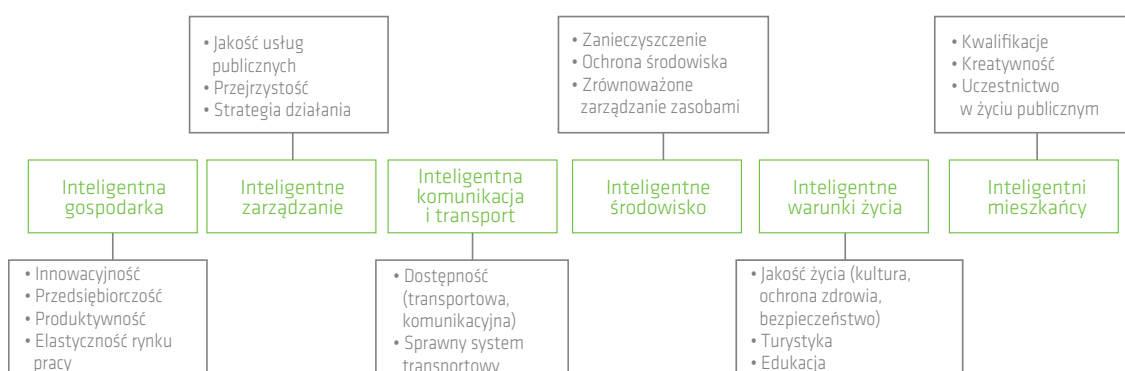 • Jakość usług
publicznych
• Przejrzystość
• Strategia działania
• Zanieczyszczenie
• Ochrona środowiska
• Zrównoważone
zarządzanie zasobami
• Kwalifikacje
• Kreatywność
• Uczestnictwo
w życiu publicznym
Inteligentna
gospodarka
Inteligentne
zarządzanie
Inteligentna
komunikacja
i transport
Inteligentne
środowisko
Inteligentne
warunki życia
Inteligentni
mieszkańcy
• Innowacyjność
• Przedsiębiorczość
• Produktywność
• Elastyczność rynku
pracy
• Dostępność
(transportowa,
komunikacyjna)
• Sprawny system
transportowy
• Jakość życia (kultura,
ochrona zdrowia,
bezpieczeństwo)
• Turystyka
• Edukacja